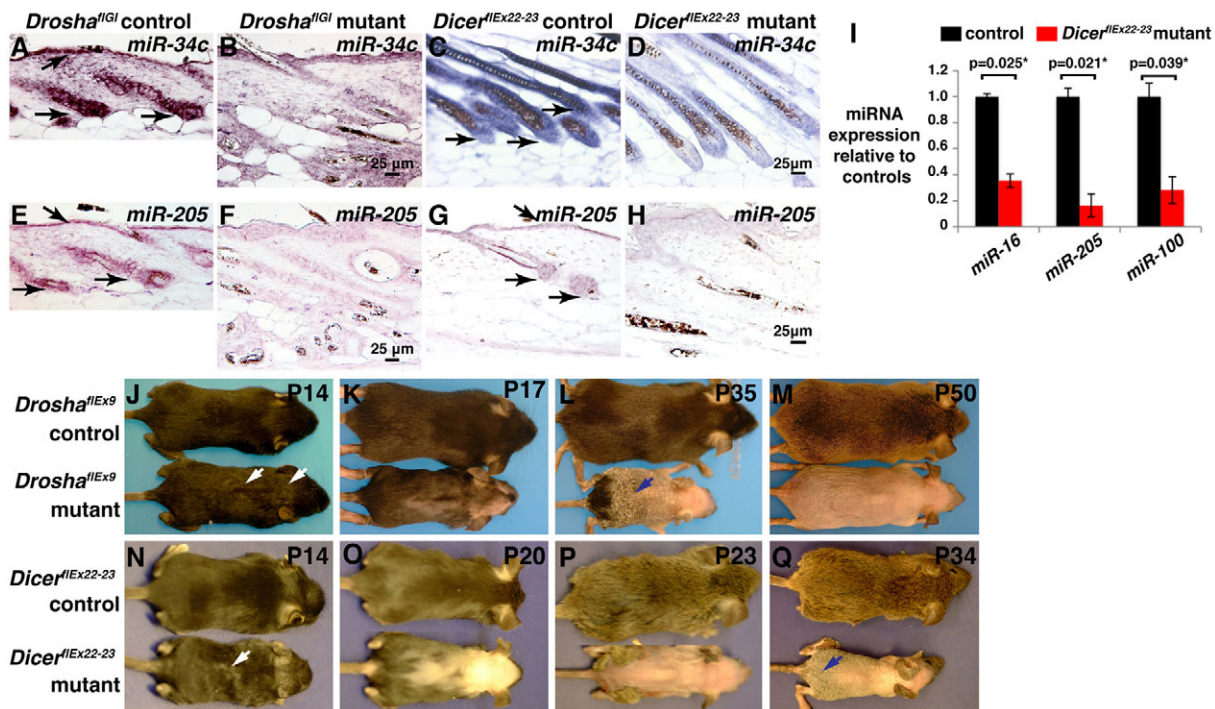 Drosha^flGl control Drosha^flGl mutant Dicer^flEx22-23 control Dicer^flEx22-23 mutant
A miR-34c B miR-34c C miR-34c D miR-34c
25 µm 25µm
E miR-205 F miR-205 G miR-205 H miR-205
25 µm 25 µm
I control Dicer^flEx22-23 mutant
p=0.025* p=0.021* p=0.039*
miRNA
expression
relative to
controls
1.2
1.0
0.8
0.6
0.4
0.2
0
miR-16 miR-205 miR-100
J P14 K P17 L P35 M P50
Drosha^flEx9
control
Drosha^flEx9
mutant
N P14 O P20 P P23 Q P34
Dicer^flEx22-23
control
Dicer^flEx22-23
mutant